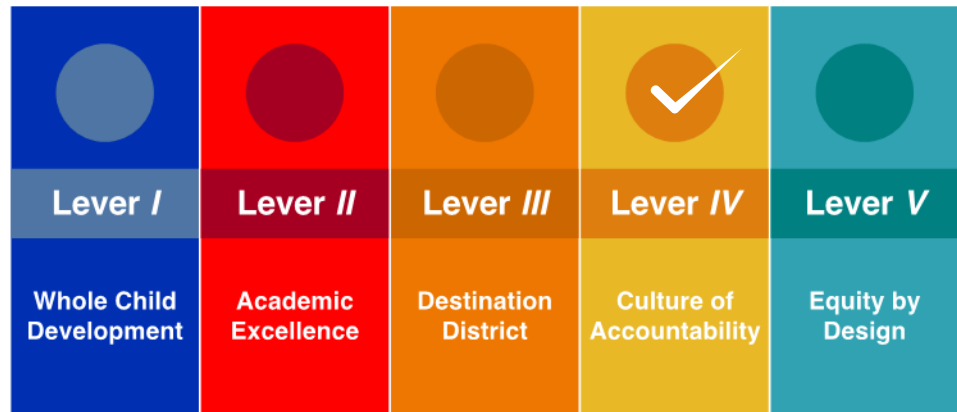 Lever I
Lever II
Lever III
Lever IV
Lever V
Whole Child
Development
Academic
Excellence
Destination
District
Culture of
Accountability
Equity by
Design